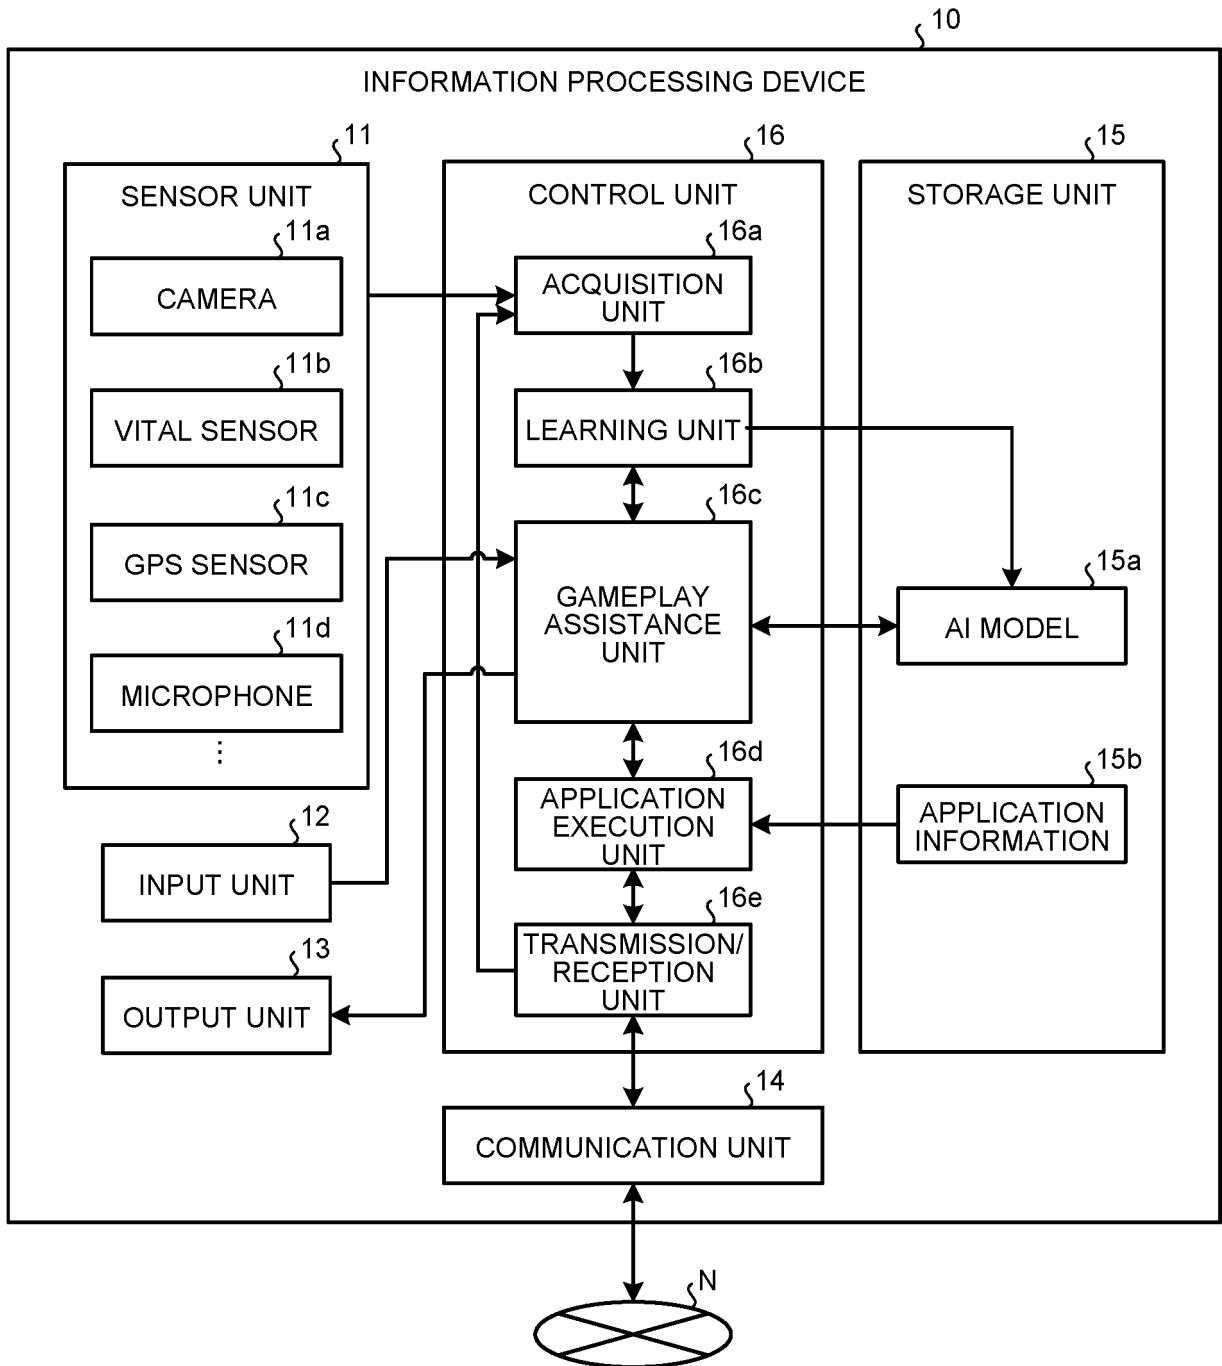 10
INFORMATION PROCESSING DEVICE
11
SENSOR UNIT
11a
CAMERA
11b
VITAL SENSOR
11c
GPS SENSOR
11d
MICROPHONE
⋮
12
INPUT UNIT
13
OUTPUT UNIT
16
CONTROL UNIT
16a
ACQUISITION
UNIT
16b
LEARNING UNIT
16c
GAMEPLAY
ASSISTANCE
UNIT
16d
APPLICATION
EXECUTION
UNIT
16e
TRANSMISSION/
RECEPTION
UNIT
15
STORAGE UNIT
15a
AI MODEL
15b
APPLICATION
INFORMATION
14
COMMUNICATION UNIT
N